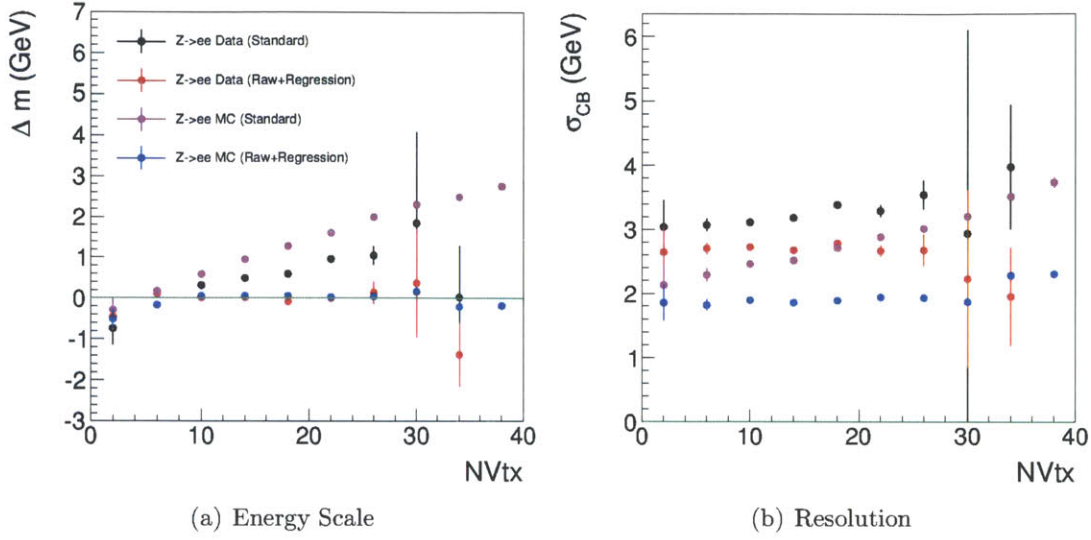 Δ m (GeV)
7
6
5
4
3
2
1
0
-1
-2
-3
Z->ee Data (Standard)
Z->ee Data (Raw+Regression)
Z->ee MC (Standard)
Z->ee MC (Raw+Regression)
0 10 20 30 40
NVtx
(a) Energy Scale
σCB (GeV)
6
5
4
3
2
1
0
0 10 20 30 40
NVtx
(b) Resolution